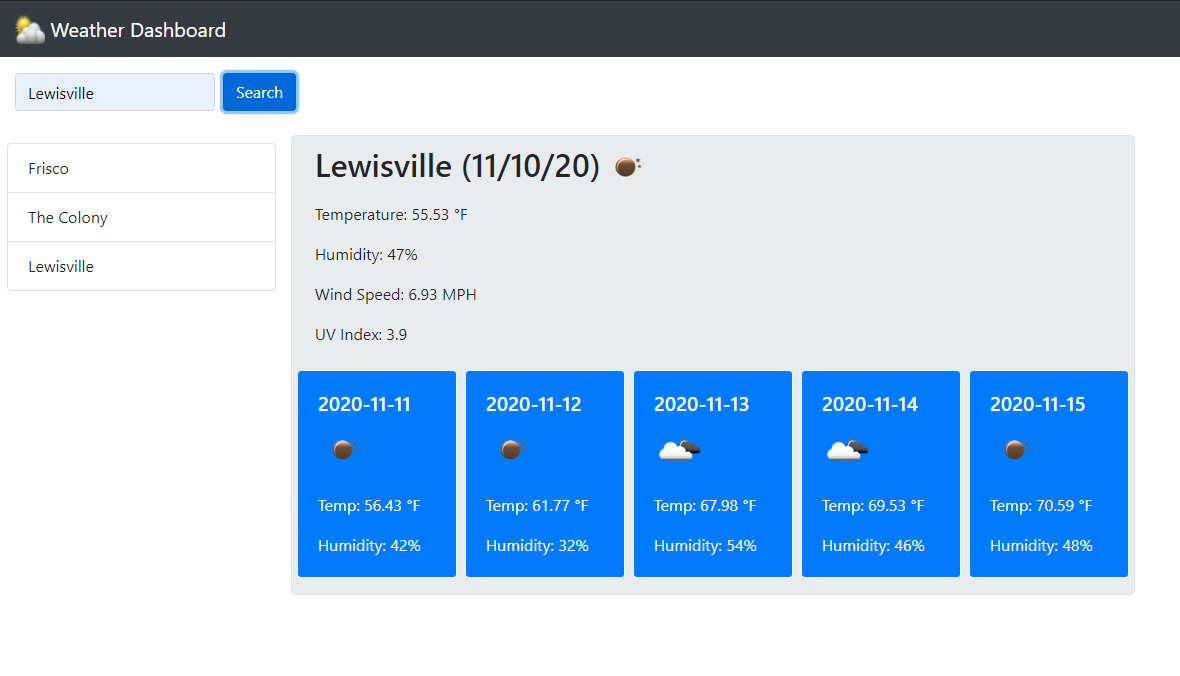 Weather Dashboard
Lewisville
Search
Frisco
The Colony
Lewisville
Lewisville (11/10/20)
Temperature: 55.53 °F
Humidity: 47%
Wind Speed: 6.93 MPH
UV Index: 3.9
2020-11-11
Temp: 56.43 °F
Humidity: 42%
2020-11-12
Temp: 61.77 °F
Humidity: 32%
2020-11-13
Temp: 67.98 °F
Humidity: 54%
2020-11-14
Temp: 69.53 °F
Humidity: 46%
2020-11-15
Temp: 70.59 °F
Humidity: 48%